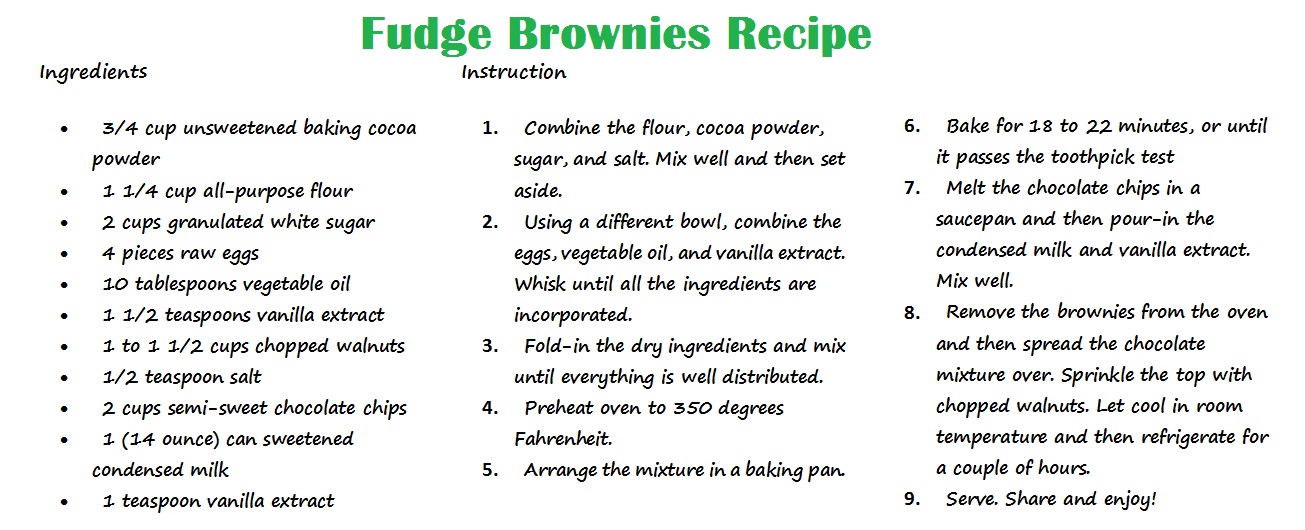 Fudge Brownies Recipe
Ingredients
• 3/4 cup unsweetened baking cocoa
powder
• 1 1/4 cup all-purpose flour
• 2 cups granulated white sugar
• 4 pieces raw eggs
• 10 tablespoons vegetable oil
• 1 1/2 teaspoons vanilla extract
• 1 to 1 1/2 cups chopped walnuts
• 1/2 teaspoon salt
• 2 cups semi-sweet chocolate chips
• 1 (14 ounce) can sweetened
condensed milk
• 1 teaspoon vanilla extract
Instruction
1. Combine the flour, cocoa powder,
sugar, and salt. Mix well and then set
aside.
2. Using a different bowl, combine the
eggs, vegetable oil, and vanilla extract.
Whisk until all the ingredients are
incorporated.
3. Fold-in the dry ingredients and mix
until everything is well distributed.
4. Preheat oven to 350 degrees
Fahrenheit.
5. Arrange the mixture in a baking pan.
6. Bake for 18 to 22 minutes, or until
it passes the toothpick test
7. Melt the chocolate chips in a
saucepan and then pour-in the
condensed milk and vanilla extract.
Mix well.
8. Remove the brownies from the oven
and then spread the chocolate
mixture over. Sprinkle the top with
chopped walnuts. Let cool in room
temperature and then refrigerate for
a couple of hours.
9. Serve. Share and enjoy!